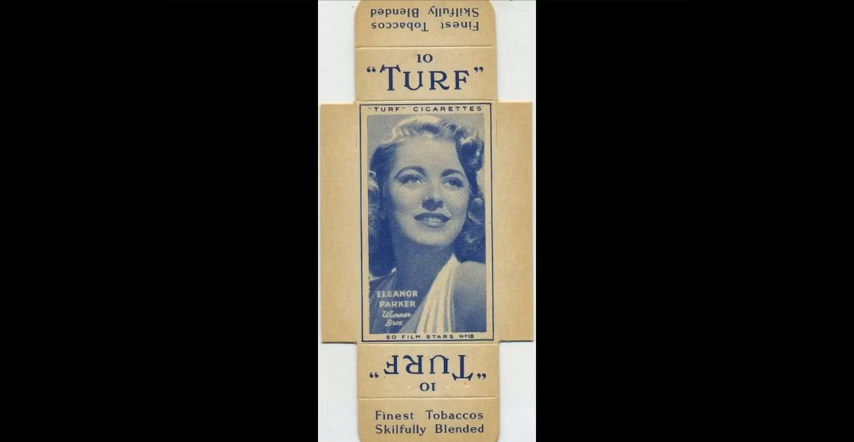 Finest Tobaccos
Skilfully Blended
10
"TURF"
"TURF" CIGARETTES
ELEANOR
PARKER
Warner
Bros.
50 FILM STARS Nº18
"TURF"
10
Finest Tobaccos
Skilfully Blended